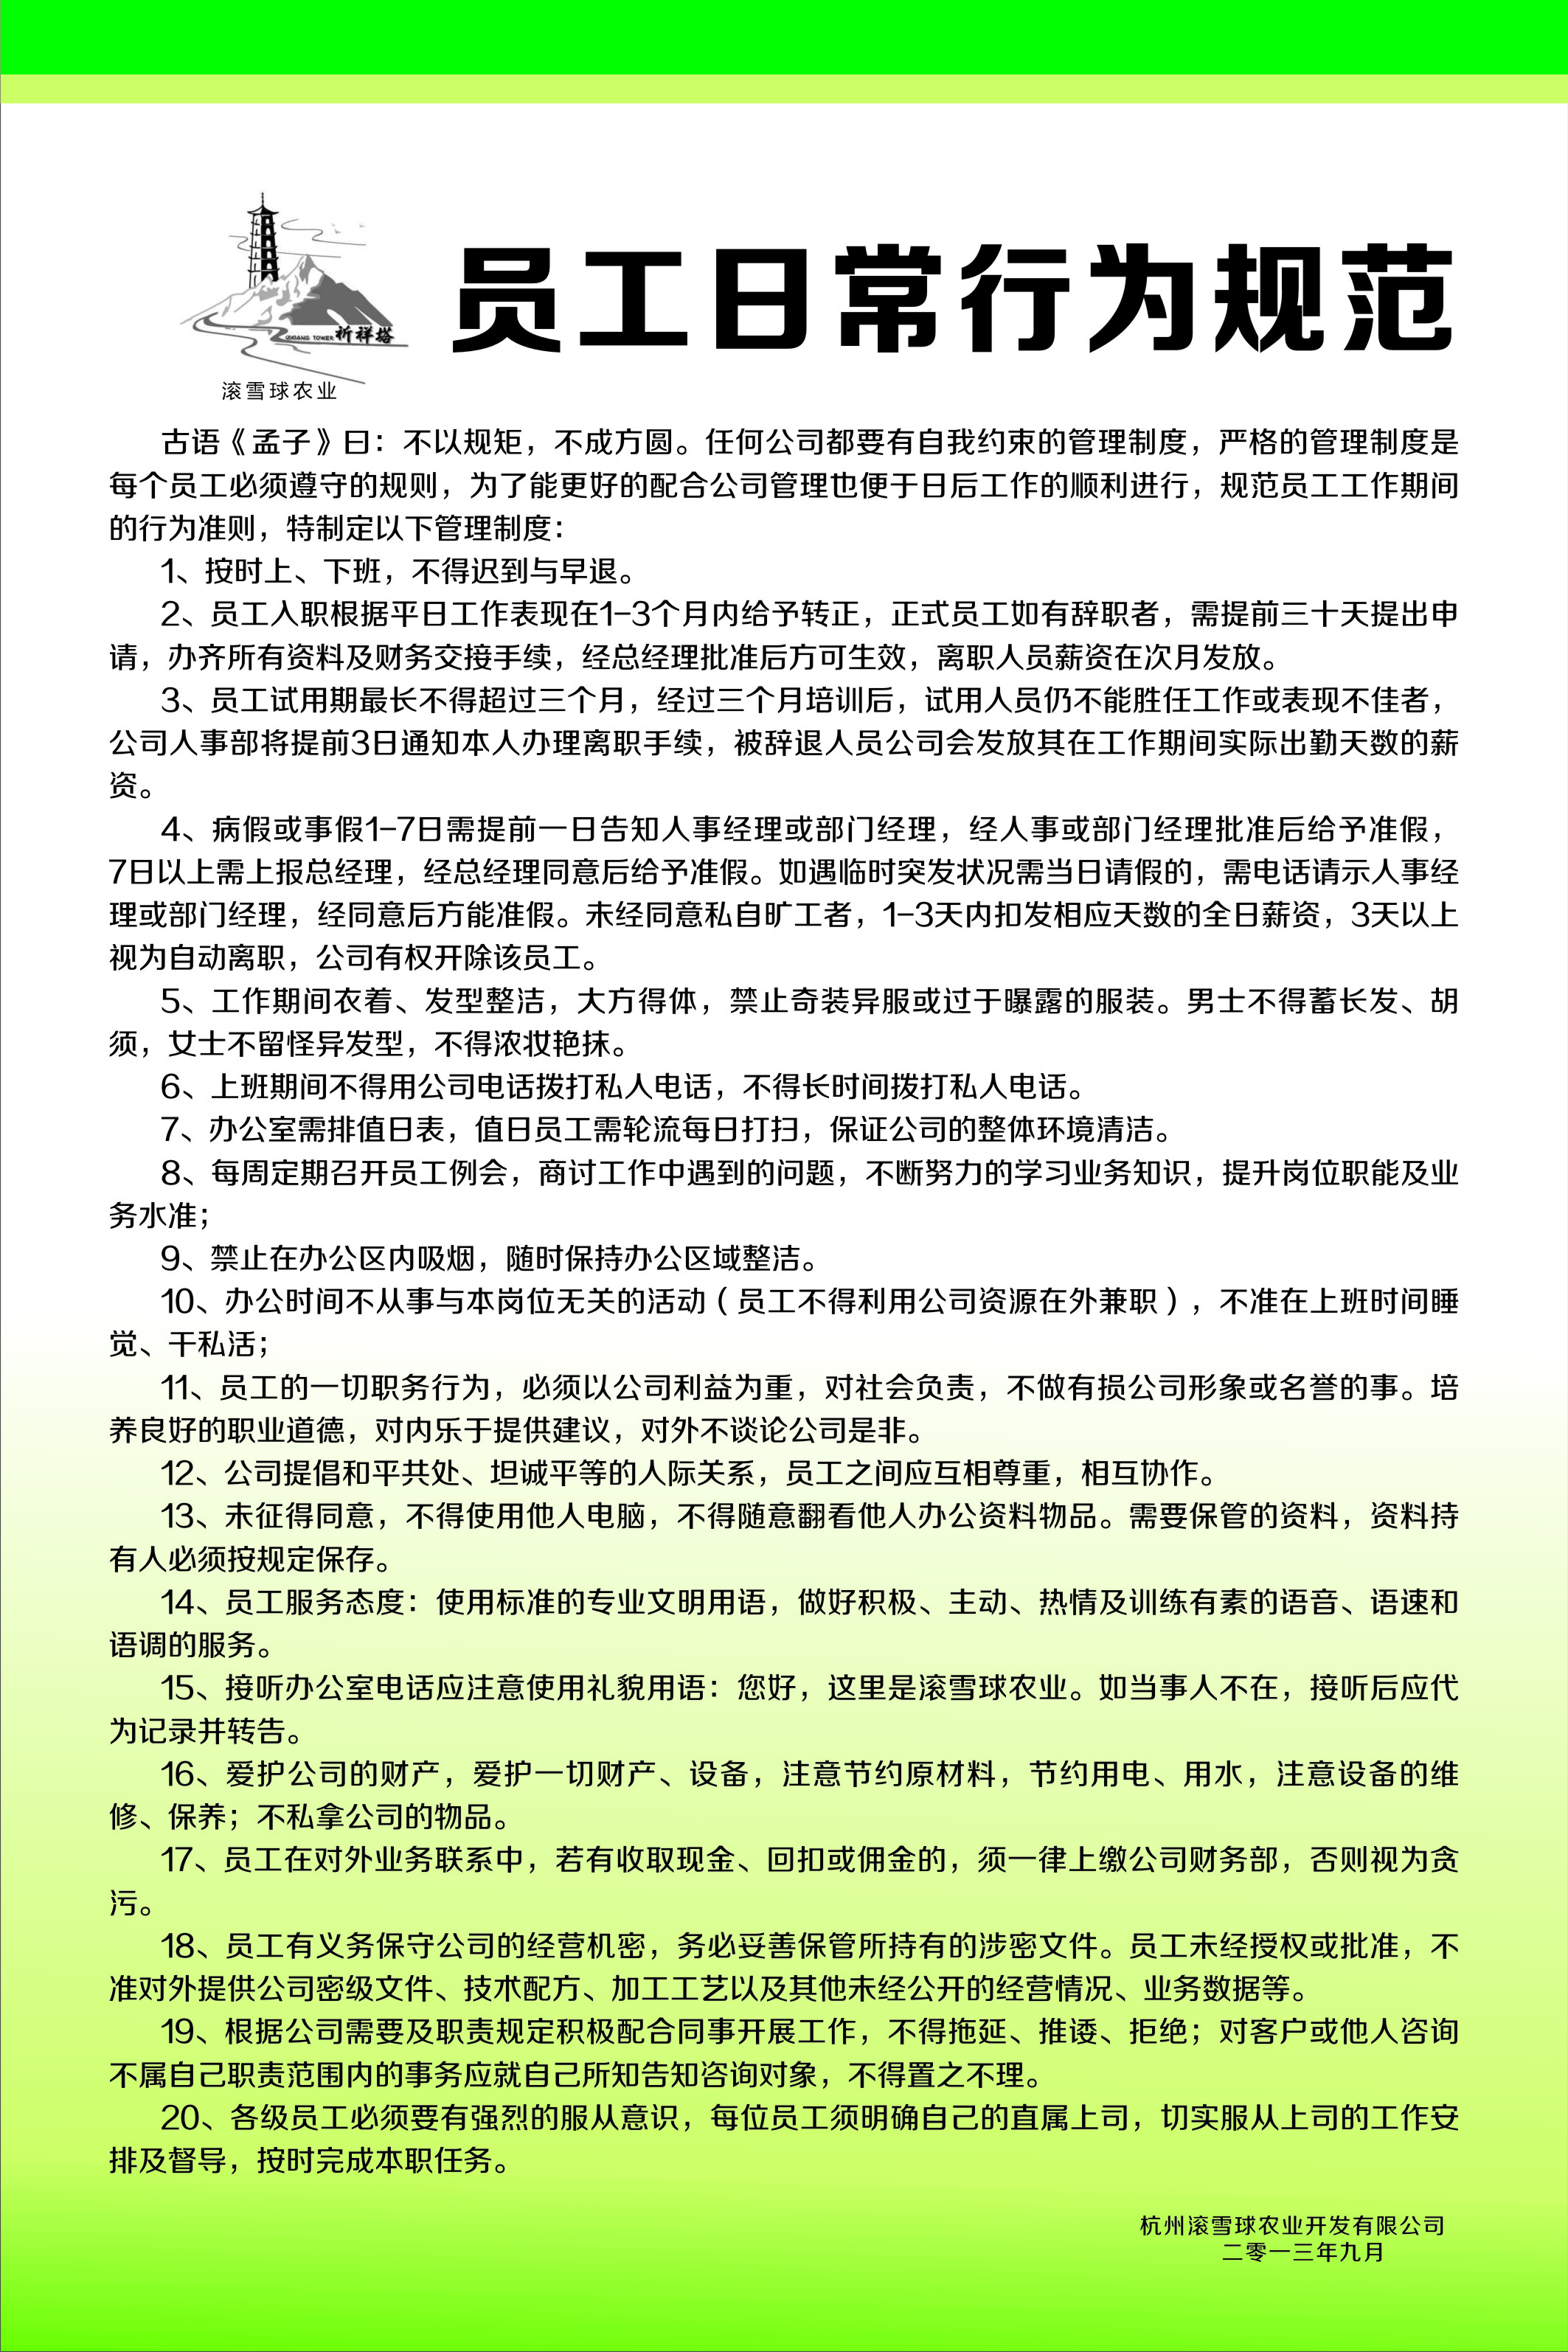 祈祥塔
QIXIANG TOWER
滚雪球农业
员工日常行为规范
古语《孟子》曰：不以规矩，不成方圆。任何公司都要有自我约束的管理制度，严格的管理制度是
每个员工必须遵守的规则，为了能更好的配合公司管理也便于日后工作的顺利进行，规范员工工作期间
的行为准则，特制定以下管理制度：
1、按时上、下班，不得迟到与早退。
2、员工入职根据平日工作表现在1-3个月内给予转正，正式员工如有辞职者，需提前三十天提出申
请，办齐所有资料及财务交接手续，经总经理批准后方可生效，离职人员薪资在次月发放。
3、员工试用期最长不得超过三个月，经过三个月培训后，试用人员仍不能胜任工作或表现不佳者，
公司人事部将提前3日通知本人办理离职手续，被辞退人员公司会发放其在工作期间实际出勤天数的薪
资。
4、病假或事假1-7日需提前一日告知人事经理或部门经理，经人事或部门经理批准后给予准假，
7日以上需上报总经理，经总经理同意后给予准假。如遇临时突发状况需当日请假的，需电话请示人事经
理或部门经理，经同意后方能准假。未经同意私自旷工者，1-3天内扣发相应天数的全日薪资，3天以上
视为自动离职，公司有权开除该员工。
5、工作期间衣着、发型整洁，大方得体，禁止奇装异服或过于曝露的服装。男士不得蓄长发、胡
须，女士不留怪异发型，不得浓妆艳抹。
6、上班期间不得用公司电话拨打私人电话，不得长时间拨打私人电话。
7、办公室需排值日表，值日员工需轮流每日打扫，保证公司的整体环境清洁。
8、每周定期召开员工例会，商讨工作中遇到的问题，不断努力的学习业务知识，提升岗位职能及业
务水准；
9、禁止在办公区内吸烟，随时保持办公区域整洁。
10、办公时间不从事与本岗位无关的活动（员工不得利用公司资源在外兼职），不准在上班时间睡
觉、干私活；
11、员工的一切职务行为，必须以公司利益为重，对社会负责，不做有损公司形象或名誉的事。培
养良好的职业道德，对内乐于提供建议，对外不谈论公司是非。
12、公司提倡和平共处、坦诚平等的人际关系，员工之间应互相尊重，相互协作。
13、未征得同意，不得使用他人电脑，不得随意翻看他人办公资料物品。需要保管的资料，资料持
有人必须按规定保存。
14、员工服务态度：使用标准的专业文明用语，做好积极、主动、热情及训练有素的语音、语速和
语调的服务。
15、接听办公室电话应注意使用礼貌用语：您好，这里是滚雪球农业。如当事人不在，接听后应代
为记录并转告。
16、爱护公司的财产，爱护一切财产、设备，注意节约原材料，节约用电、用水，注意设备的维
修、保养；不私拿公司的物品。
17、员工在对外业务联系中，若有收取现金、回扣或佣金的，须一律上缴公司财务部，否则视为贪
污。
18、员工有义务保守公司的经营机密，务必妥善保管所持有的涉密文件。员工未经授权或批准，不
准对外提供公司密级文件、技术配方、加工工艺以及其他未经公开的经营情况、业务数据等。
19、根据公司需要及职责规定积极配合同事开展工作，不得拖延、推诿、拒绝；对客户或他人咨询
不属自己职责范围内的事务应就自己所知告知咨询对象，不得置之不理。
20、各级员工必须要有强烈的服从意识，每位员工须明确自己的直属上司，切实服从上司的工作安
排及督导，按时完成本职任务。
杭州滚雪球农业开发有限公司
二零一三年九月